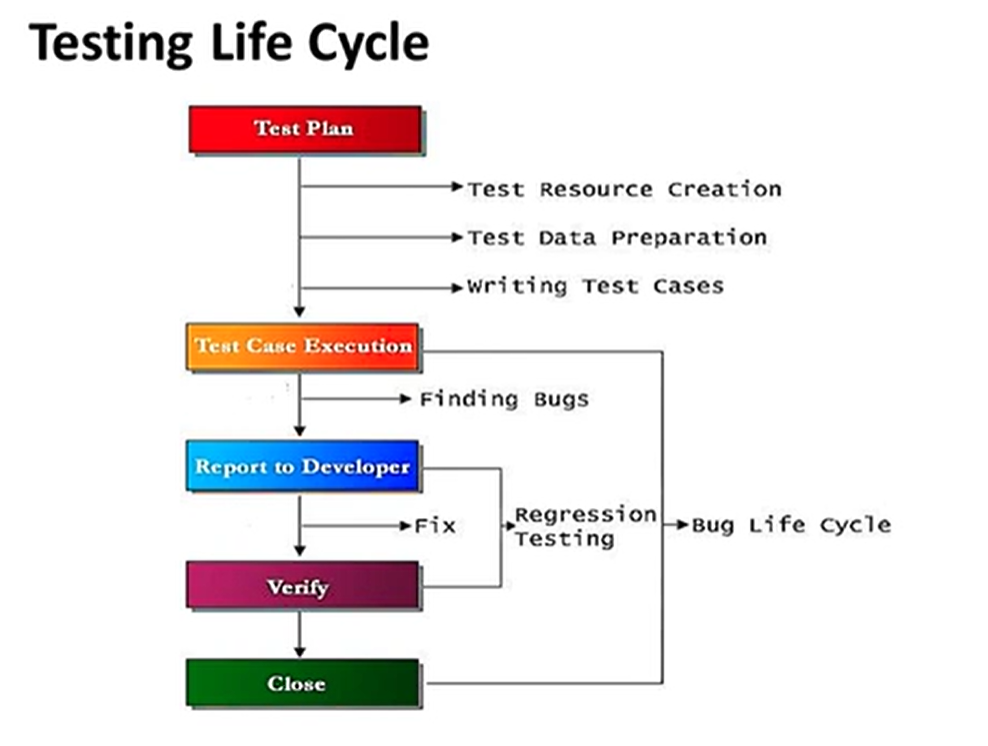 Testing Life Cycle
Test Plan
Test Resource Creation
Test Data Preparation
Writing Test Cases
Test Case Execution
Finding Bugs
Report to Developer
Fix
Regression
Testing
Bug Life Cycle
Verify
Close